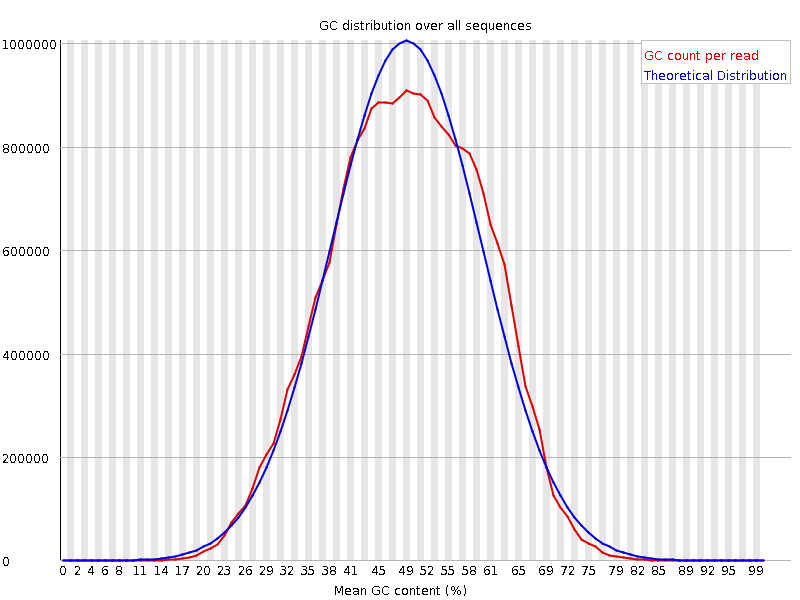 GC distribution over all sequences
GC count per read
Theoretical Distribution
1000000
800000
600000
400000
200000
0
0 2 4 6 8 11 14 17 20 23 26 29 32 35 38 41 45 49 52 55 58 61 65 69 72 75 79 82 85 89 92 95 99
Mean GC content (%)